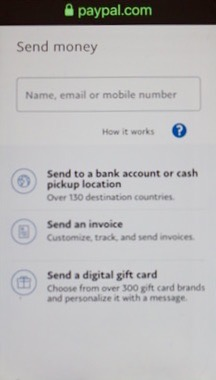 paypal.com
Send money
Name, email or mobile number
How it works ?
Send to a bank account or cash
pickup location
Over 130 destination countries.
Send an invoice
Customize, track, and send invoices.
Send a digital gift card
Choose from over 300 gift card brands
and personalize it with a message.